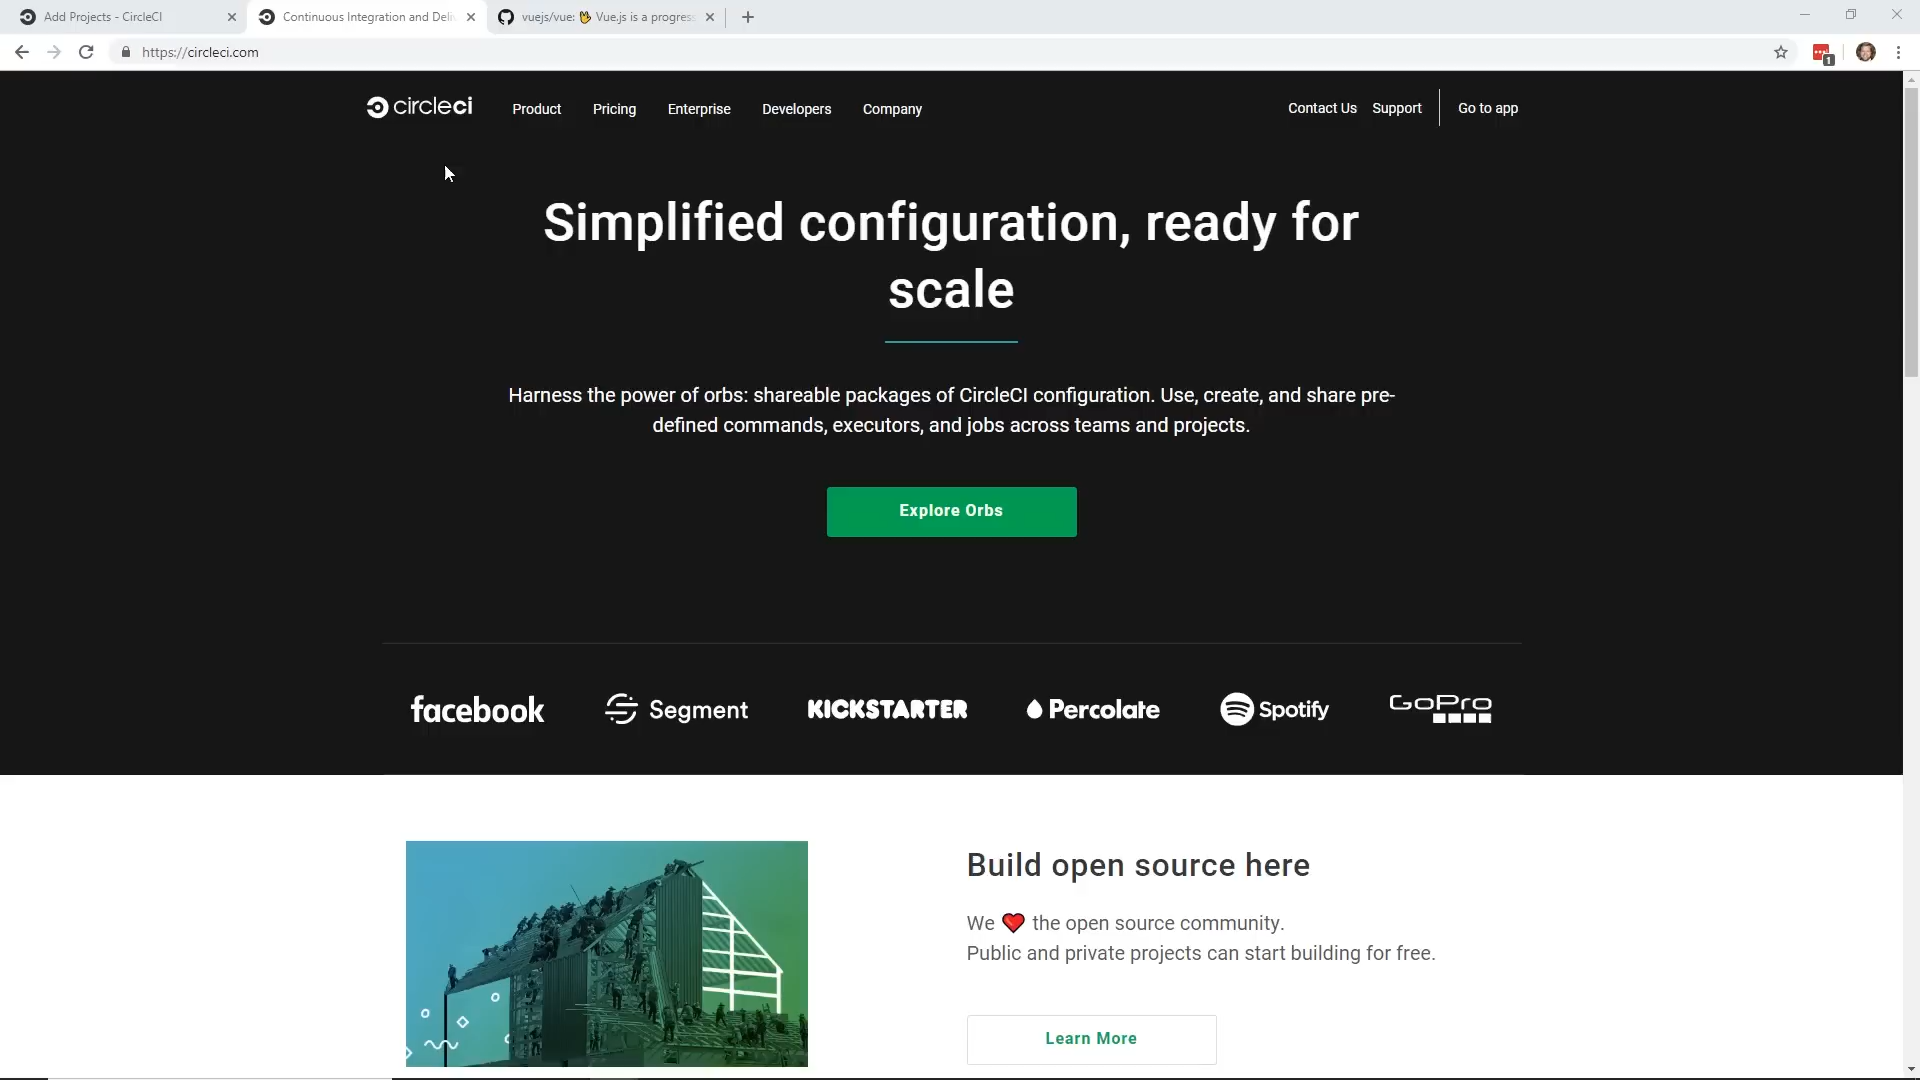 Add Projects - CircleCI
Continuous Integration and Deli
vuejs/vue: 🖖 Vue.js is a progres
https://circleci.com
1
circleci
Product
Pricing
Enterprise
Developers
Company
Contact Us
Support
Go to app
Simplified configuration, ready for
scale
Harness the power of orbs: shareable packages of CircleCI configuration. Use, create, and share pre-
defined commands, executors, and jobs across teams and projects.
Explore Orbs
facebook
Segment
KICKSTARTER
Percolate
Spotify
GoPro
Build open source here
We ❤️ the open source community.
Public and private projects can start building for free.
Learn More